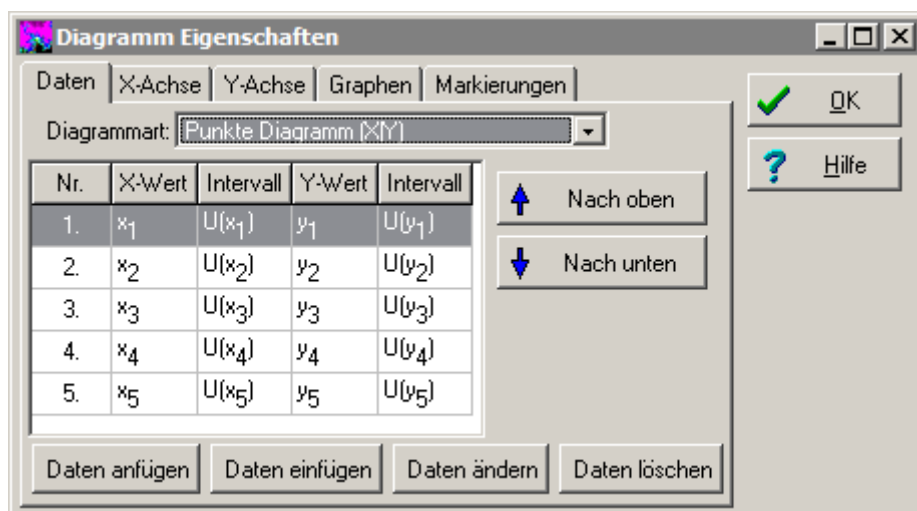 Diagramm Eigenschaften
Daten X-Achse Y-Achse Graphen Markierungen
Diagrammart: Punkte Diagramm (X|Y)
Nr. X-Wert Intervall Y-Wert Intervall
1. x1 U(x1) y1 U(y1)
2. x2 U(x2) y2 U(y2)
3. x3 U(x3) y3 U(y3)
4. x4 U(x4) y4 U(y4)
5. x5 U(x5) y5 U(y5)
Nach oben
Nach unten
Daten anfügen Daten einfügen Daten ändern Daten löschen
OK
Hilfe